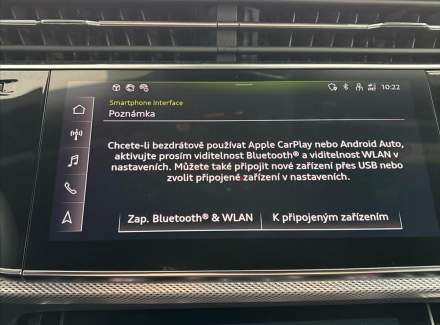 10:22
Smartphone Interface
Poznámka
Chcete-li bezdrátově používat Apple CarPlay nebo Android Auto,
aktivujte prosím viditelnost Bluetooth® a viditelnost WLAN v
nastaveních. Můžete také připojit nové zařízení přes USB nebo
zvolit připojené zařízení v nastaveních.
Zap. Bluetooth® & WLAN K připojeným zařízením